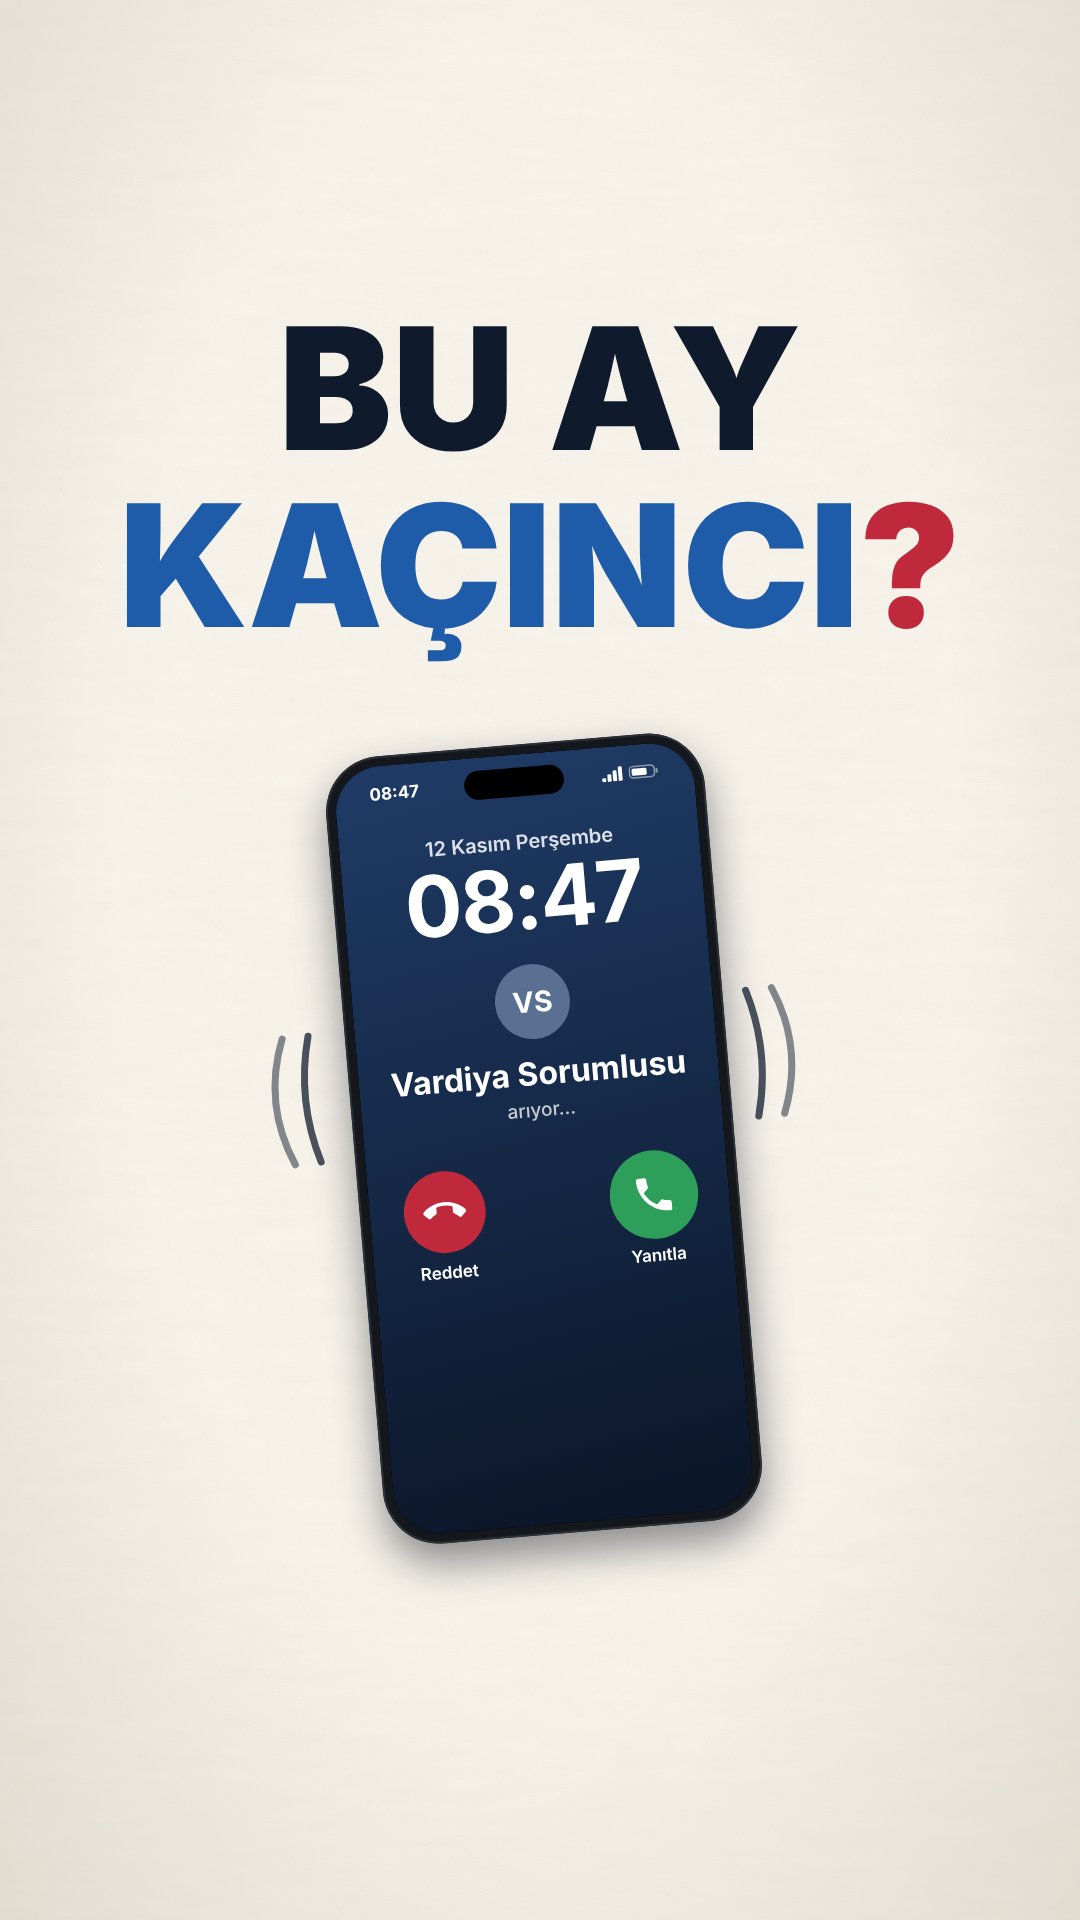 BU AY
KAÇINCI?
08:47
12 Kasım Perşembe
08:47
VS
Vardiya Sorumlusu
arıyor...
Reddet
Yanıtla